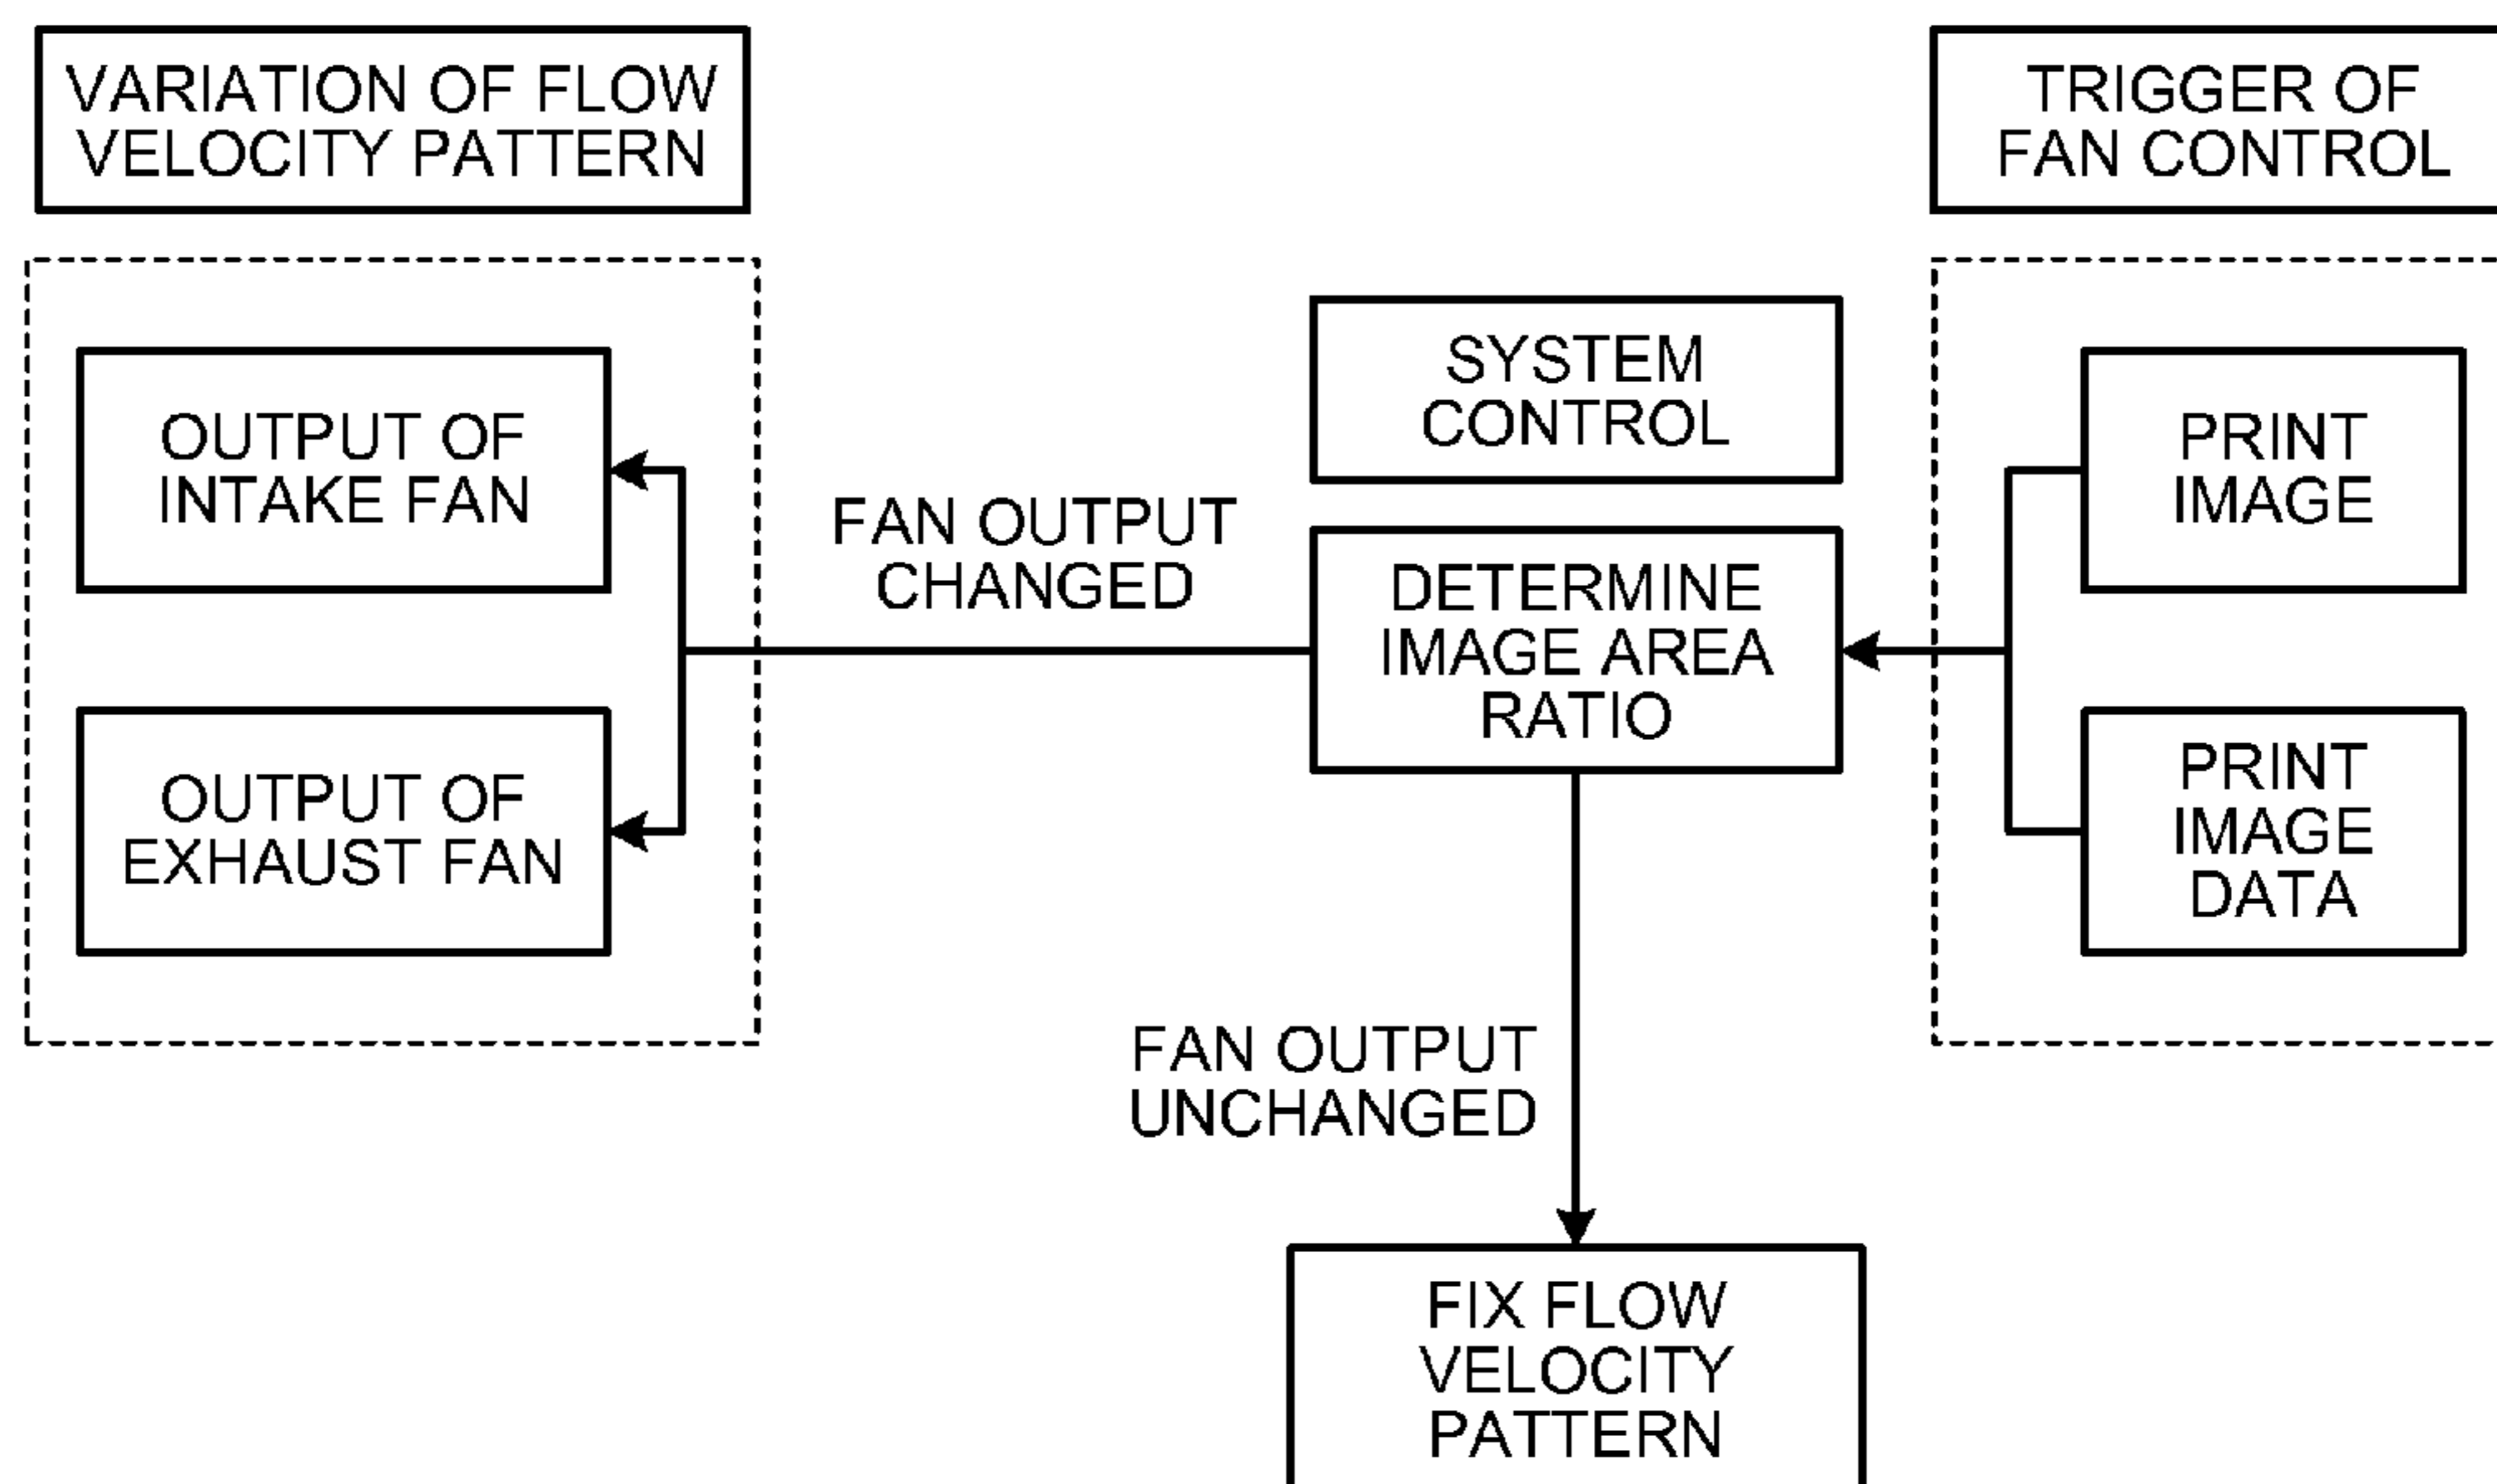 VARIATION OF FLOW
VELOCITY PATTERN
TRIGGER OF
FAN CONTROL
OUTPUT OF
INTAKE FAN
OUTPUT OF
EXHAUST FAN
FAN OUTPUT
CHANGED
SYSTEM
CONTROL
DETERMINE
IMAGE AREA
RATIO
PRINT
IMAGE
PRINT
IMAGE
DATA
FAN OUTPUT
UNCHANGED
FIX FLOW
VELOCITY
PATTERN